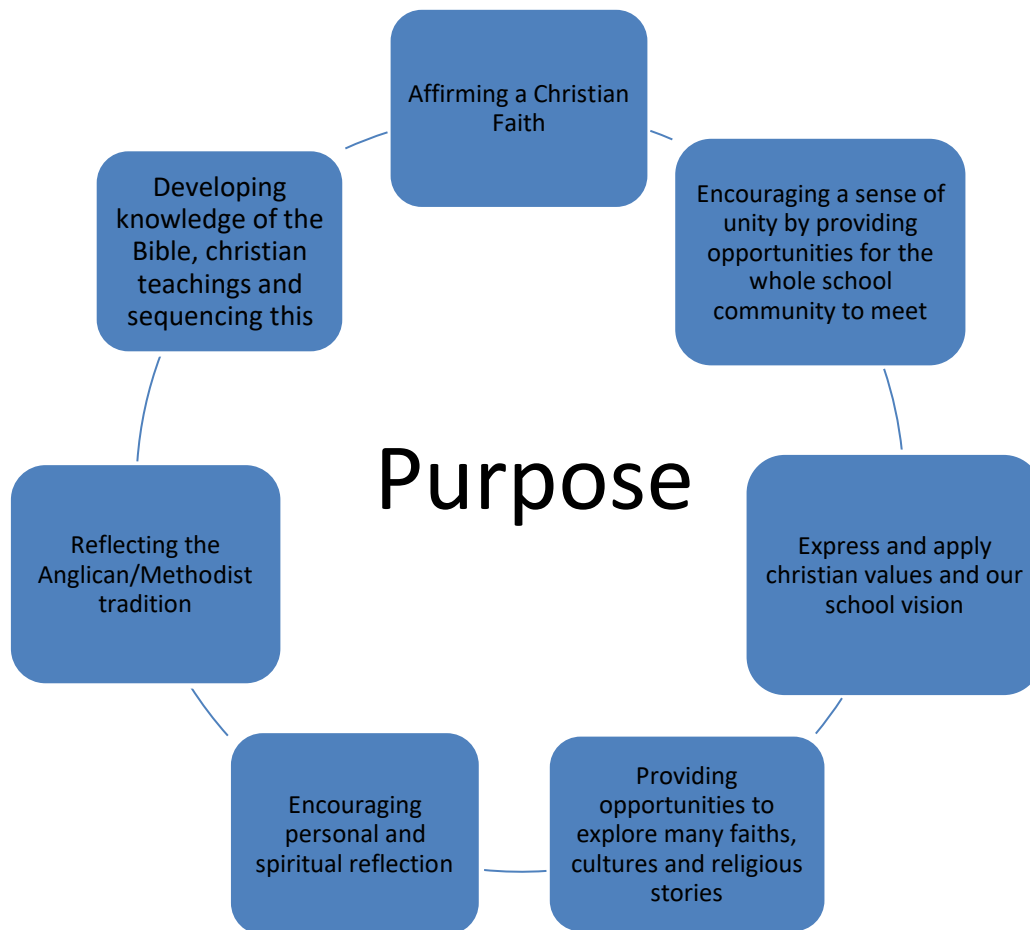 Affirming a Christian
Faith
Encouraging a sense of
unity by providing
opportunities for the
whole school
community to meet
Express and apply
christian values and our
school vision
Providing
opportunities to
explore many faiths,
cultures and religious
stories
Encouraging
personal and
spiritual reflection
Reflecting the
Anglican/Methodist
tradition
Developing
knowledge of the
Bible, christian
teachings and
sequencing this
Purpose